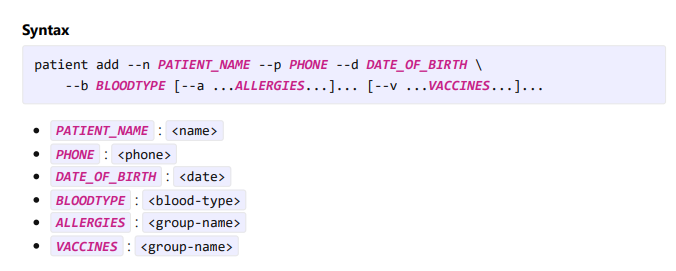 Syntax
patient add --n PATIENT_NAME --p PHONE --d DATE_OF_BIRTH \
--b BLOODTYPE [--a ...ALLERGIES...]... [--v ...VACCINES...]...
• PATIENT_NAME : <name>
• PHONE : <phone>
• DATE_OF_BIRTH : <date>
• BLOODTYPE : <blood-type>
• ALLERGIES : <group-name>
• VACCINES : <group-name>